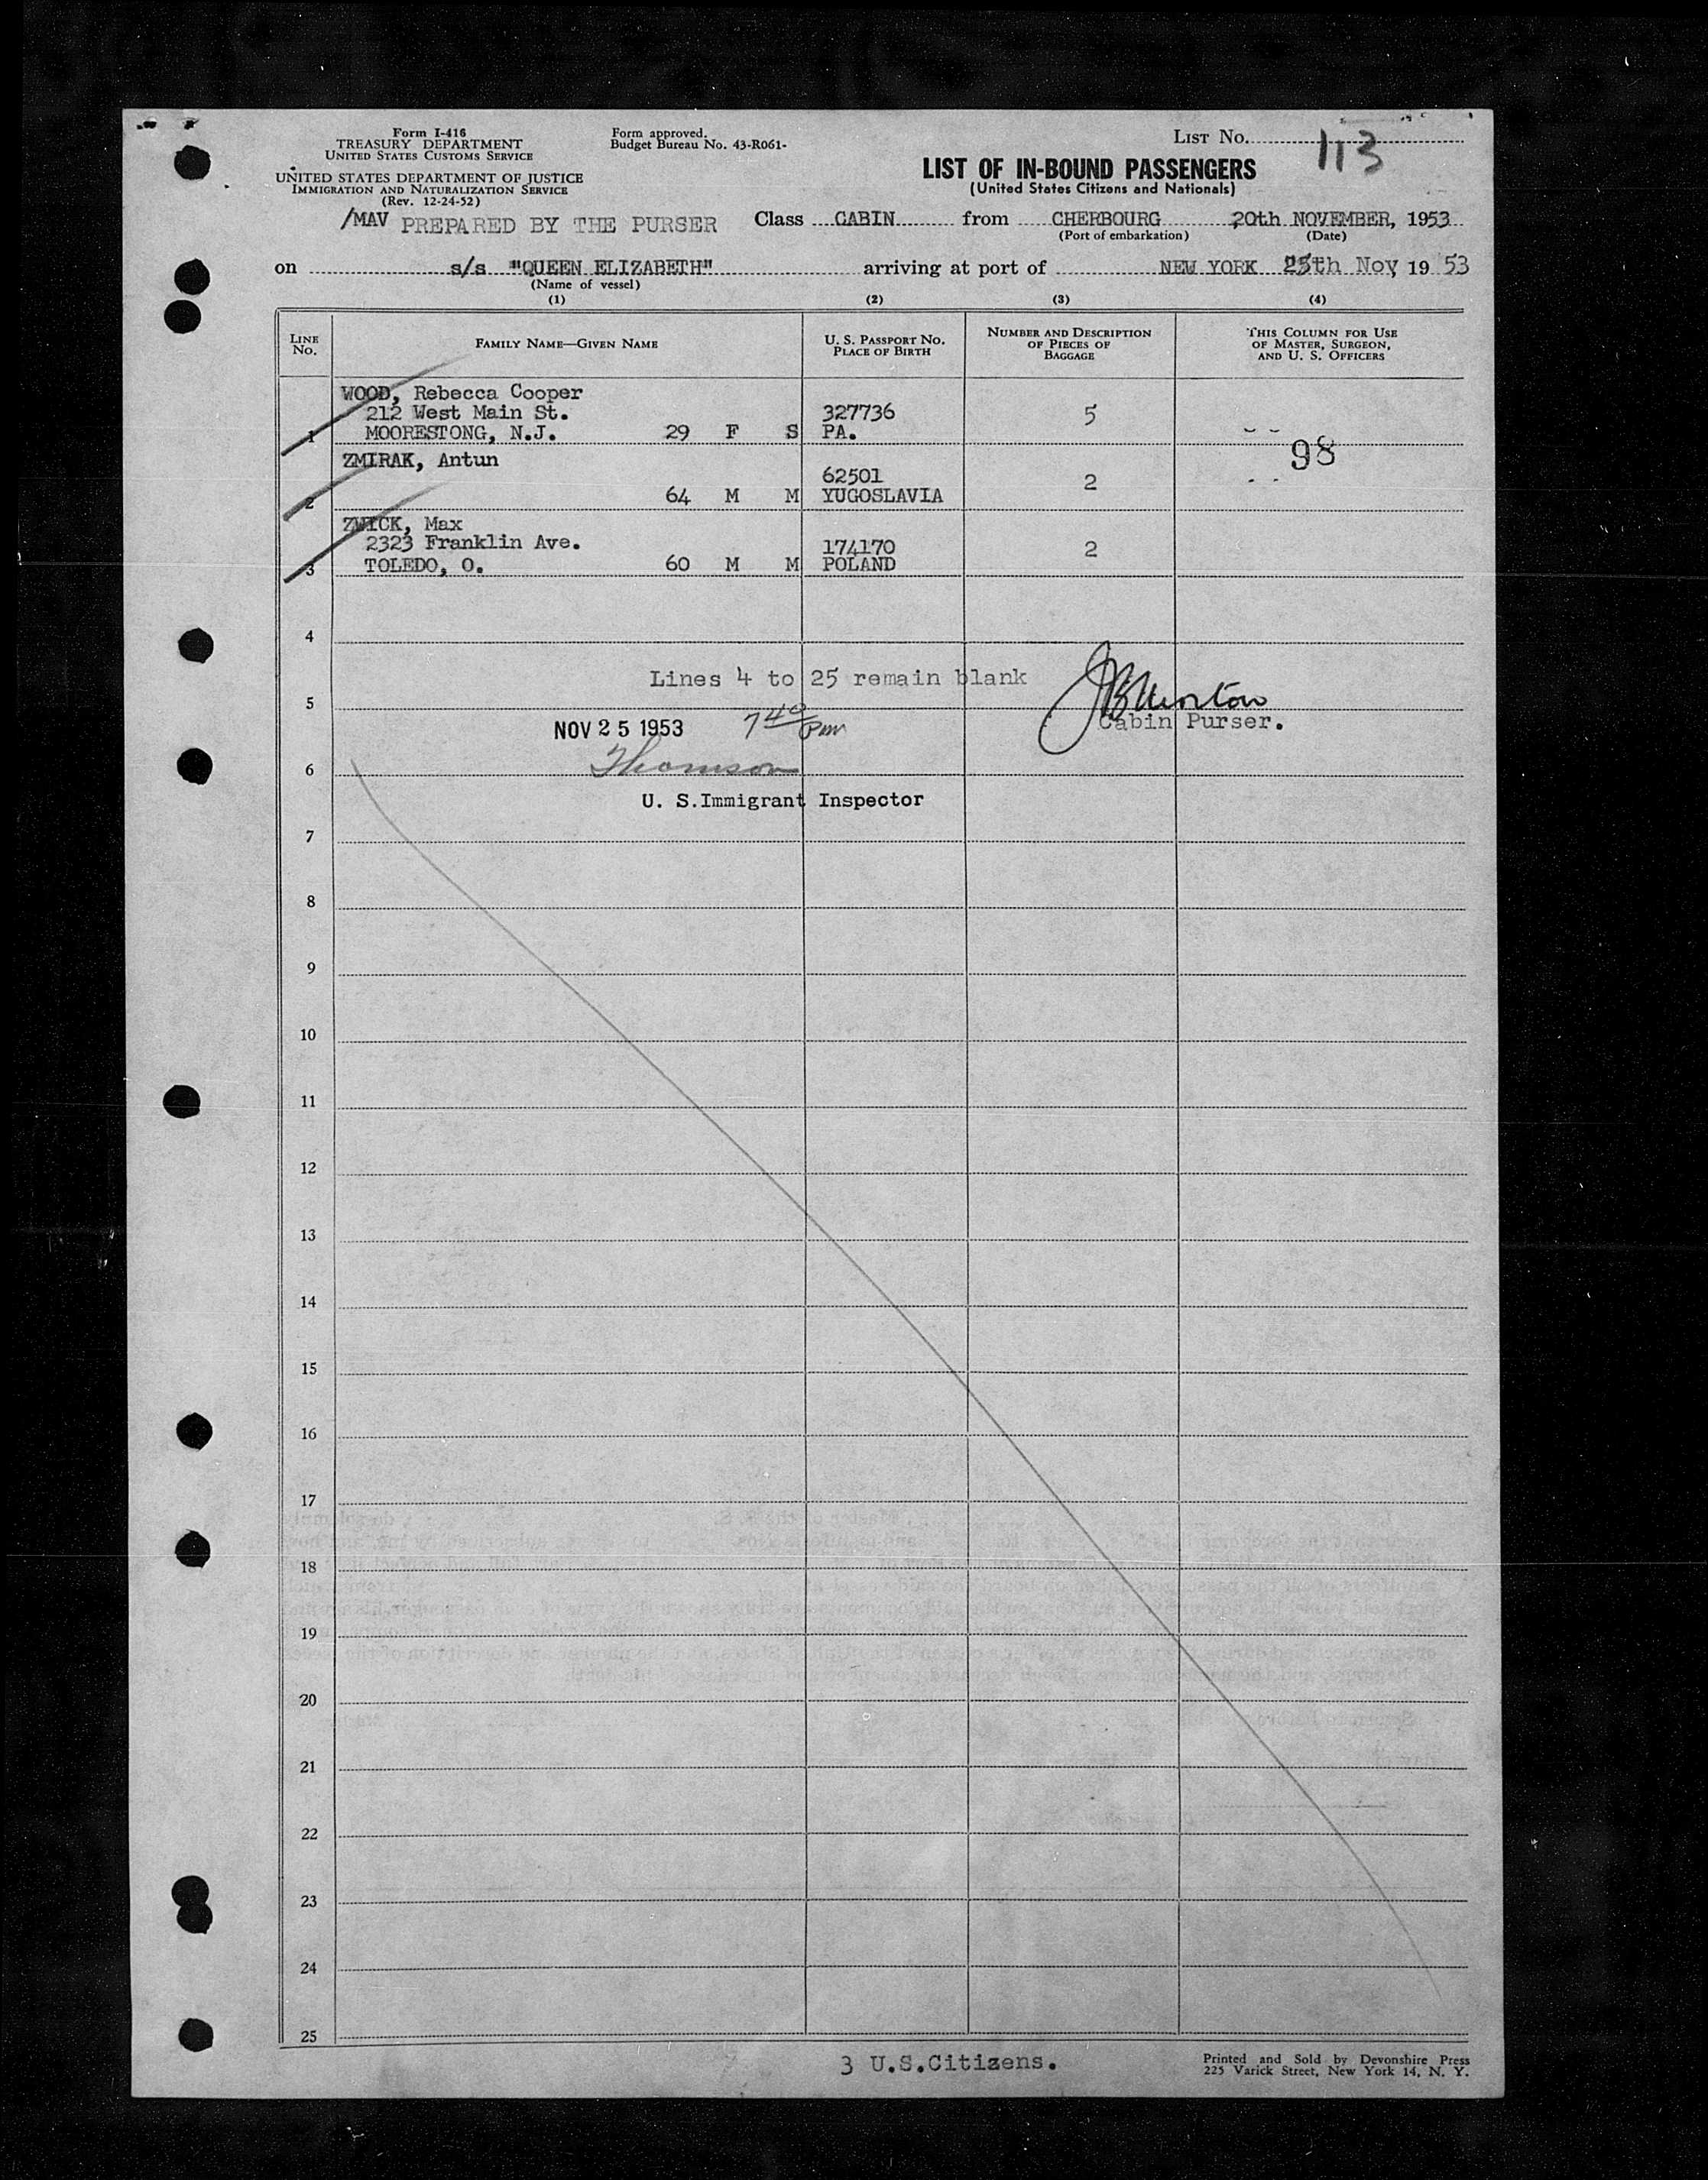 Form I-416
TREASURY DEPARTMENT
UNITED STATES CUSTOMS SERVICE
UNITED STATES DEPARTMENT OF JUSTICE
IMMIGRATION AND NATURALIZATION SERVICE
(Rev. 12-24-52)
Form approved.
Budget Bureau No. 43-R061-
LIST NO. 113
LIST OF IN-BOUND PASSENGERS
(United States Citizens and Nationals)
/MAV PREPARED BY THE PURSER Class CABIN from CHERBOURG 20th NOVEMBER, 1953
(Port of embarkation) (Date)
on s/s "QUEEN ELIZABETH" arriving at port of NEW YORK 25th Nov 19 53
(Name of vessel)
(1) (2) (3) (4)
LINE NO.
FAMILY NAME—GIVEN NAME
U. S. PASSPORT NO.
PLACE OF BIRTH
NUMBER AND DESCRIPTION
OF PIECES OF
BAGGAGE
THIS COLUMN FOR USE
OF MASTER, SURGEON,
AND U. S. OFFICERS
WOOD, Rebecca Cooper
212 West Main St. 327736 5
1 MOORESTONG, N.J. 29 F S PA.
98
ZMIRAK, Antun
62501 2
2 64 M M YUGOSLAVIA
ZWICK, Max
2323 Franklin Ave. 174170 2
3 TOLEDO, O. 60 M M POLAND
4
Lines 4 to 25 remain blank
5
Cabin Purser.
NOV 25 1953 7 40 PM
Thomson
6
U. S.Immigrant Inspector
7
8
9
10
11
12
13
14
15
16
17
18
19
20
21
22
23
24
25
3 U.S.Citizens.
Printed and Sold by Devonshire Press
225 Varick Street, New York 14, N. Y.